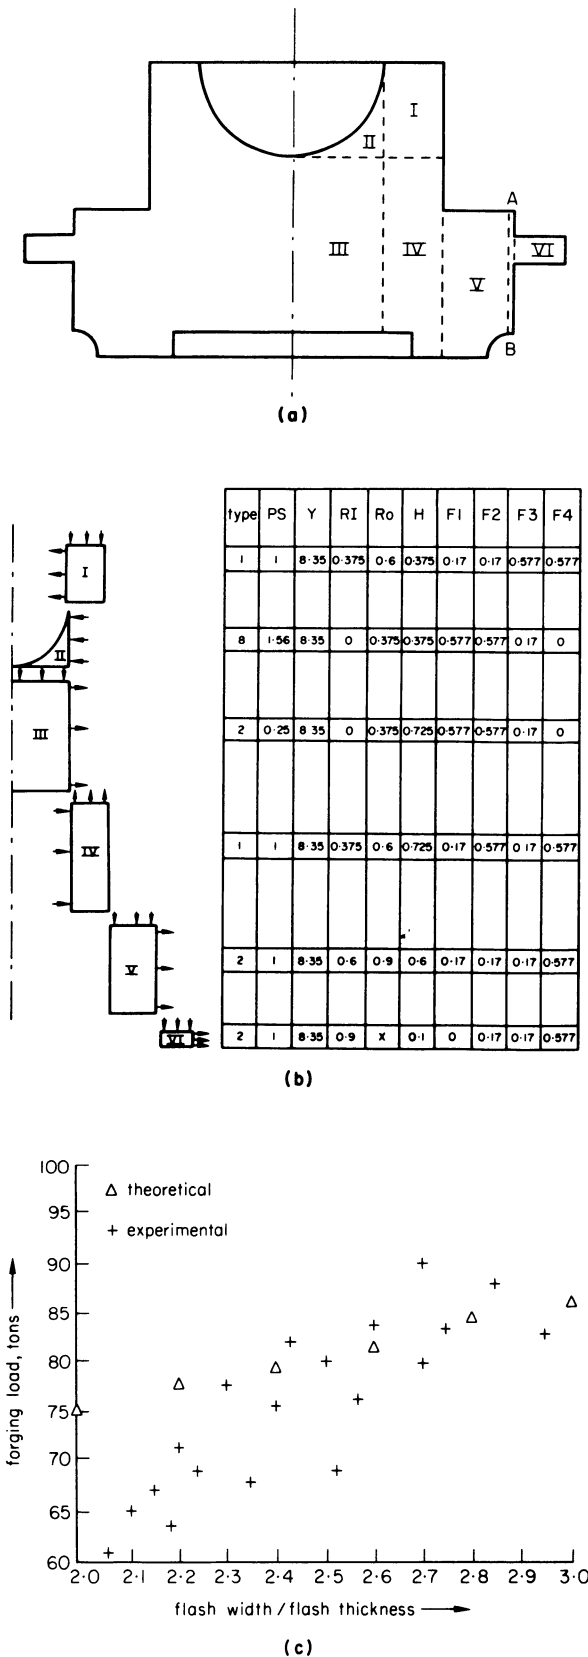 I
II
A
III
IV
VI
V
B
(a)
type PS Y RI Ro H F1 F2 F3 F4
I
1 1 8·35 0·375 0·6 0·375 0·17 0·17 0·577 0·577
II
8 1·56 8·35 0 0·375 0·375 0·577 0·577 0·17 0
III
2 0·25 8 35 0 0·375 0·725 0·577 0·577 0·17 0
IV
1 1 8·35 0·375 0·6 0·725 0·17 0·577 0·17 0·577
V
2 1 8·35 0·6 0·9 0·6 0·17 0·17 0·17 0·577
VI
2 1 8·35 0·9 x 0·1 0 0·17 0·17 0·577
(b)
100
95
90
85
80
75
70
65
60
forging load, tons
△ theoretical
+ experimental
2·0 2·1 2·2 2·3 2·4 2·5 2·6 2·7 2·8 2·9 3·0
flash width / flash thickness
(c)